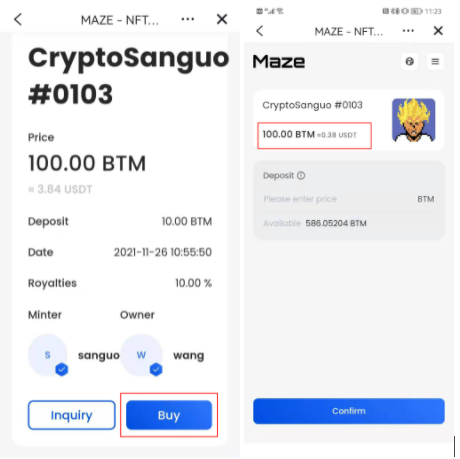 MAZE - NFT...
CryptoSanguo
#0103
Price
100.00 BTM
≈ 3.84 USDT
Deposit 10.00 BTM
Date 2021-11-26 10:55:50
Royalties 10.00 %
Minter Owner
S sanguo W wang
Inquiry Buy
11:23
MAZE - NFT...
Maze
CryptoSanguo #0103
100.00 BTM ≈0.38 USDT
Deposit
Please enter price BTM
Available 586.05204 BTM
Confirm